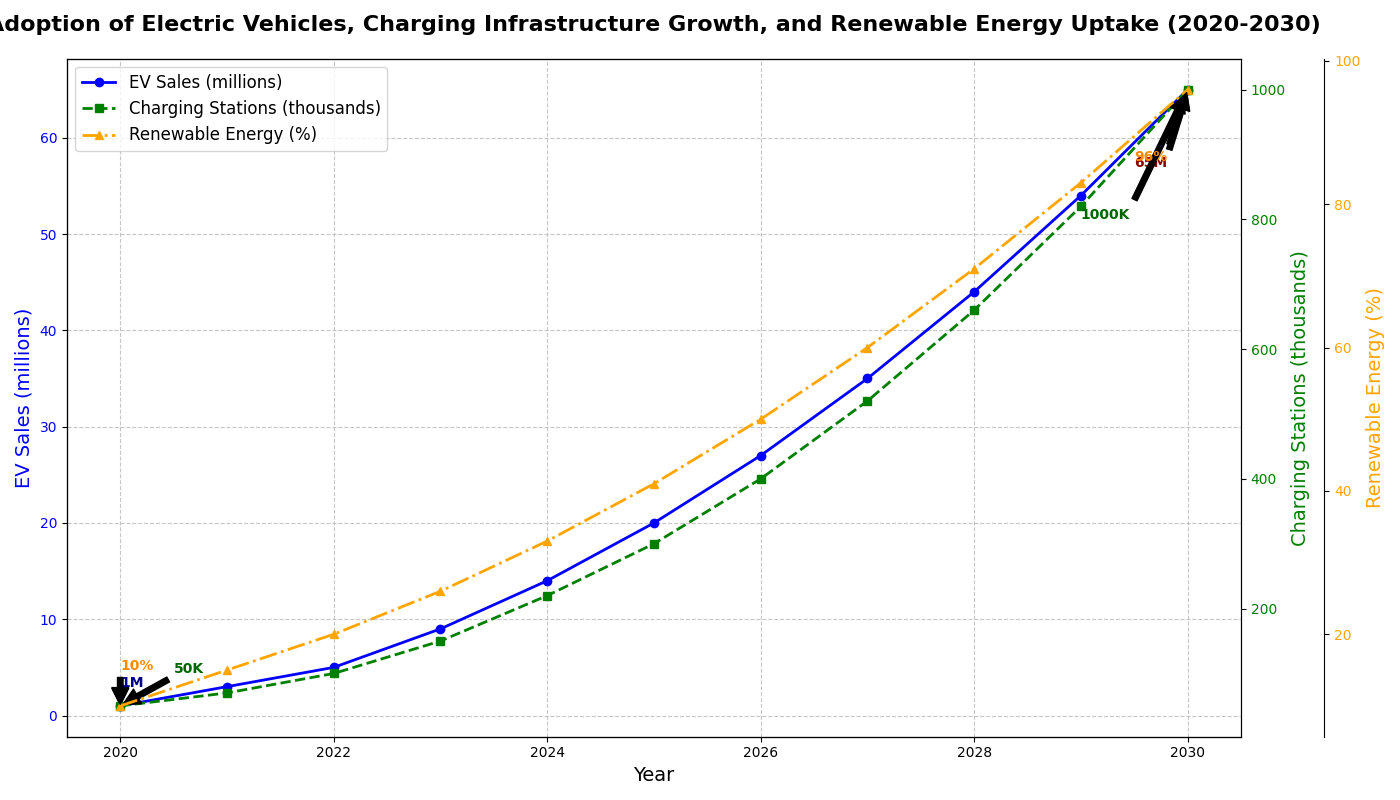 Adoption of Electric Vehicles, Charging Infrastructure Growth, and Renewable Energy Uptake (2020-2030)
EV Sales (millions)
Charging Stations (thousands)
Renewable Energy (%)
EV Sales (millions)
60
50
40
30
20
10
0
10%
1M
50K
96%
65M
1000K
1000
800
600
400
200
Charging Stations (thousands)
100
80
60
40
20
Renewable Energy (%)
2020
2022
2024
2026
2028
2030
Year